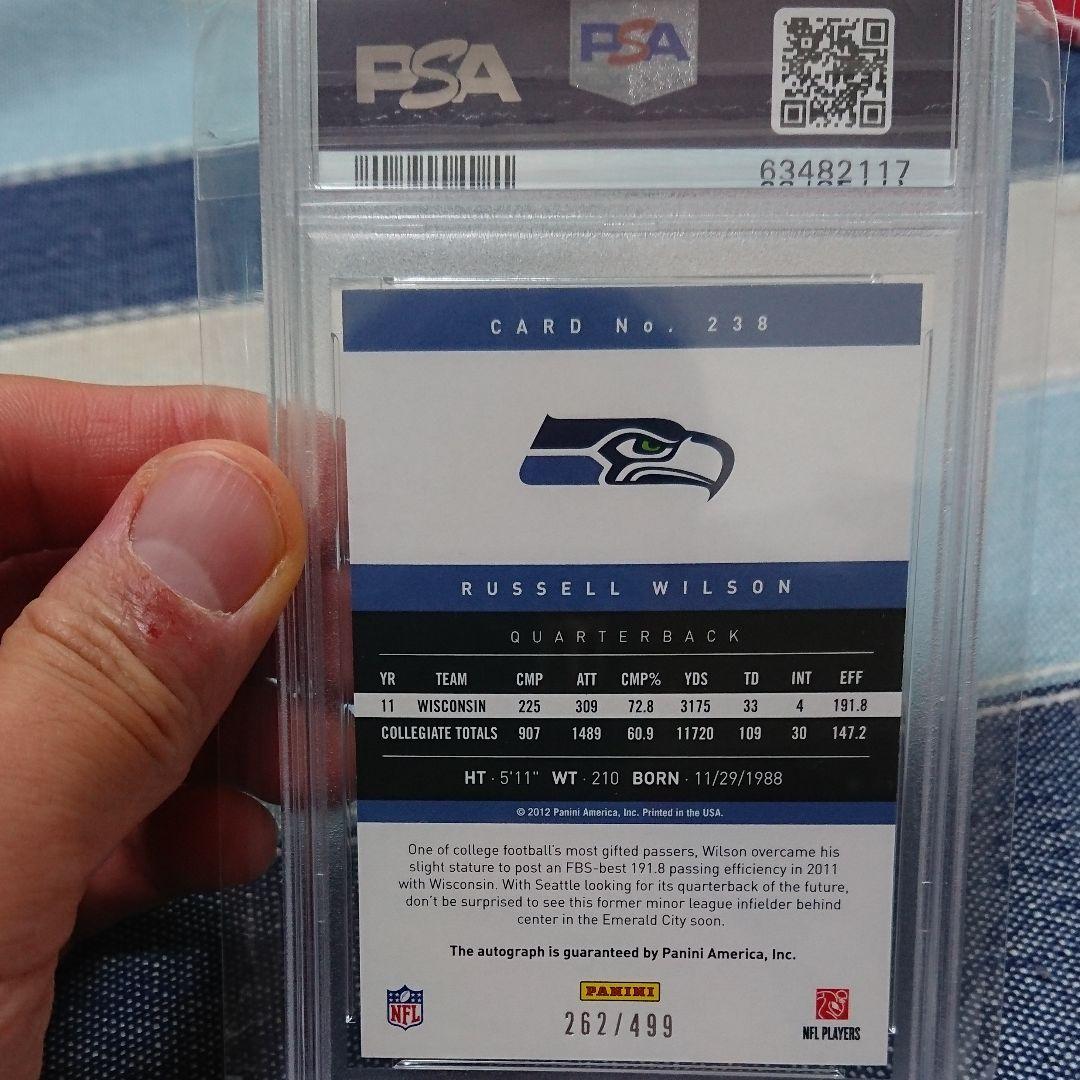 PSA
PSA
63482117
CARD No. 238
RUSSELL WILSON
QUARTERBACK
YR TEAM CMP ATT CMP% YDS TD INT EFF
11 WISCONSIN 225 309 72.8 3175 33 4 191.8
COLLEGIATE TOTALS 907 1489 60.9 11720 109 30 147.2
HT · 5'11" WT · 210 BORN · 11/29/1988
© 2012 Panini America, Inc. Printed in the USA.
One of college football's most gifted passers, Wilson overcame his
slight stature to post an FBS-best 191.8 passing efficiency in 2011
with Wisconsin. With Seattle looking for its quarterback of the future,
don't be surprised to see this former minor league infielder behind
center in the Emerald City soon.
The autograph is guaranteed by Panini America, Inc.
NFL
PANINI
262/499
NFL PLAYERS